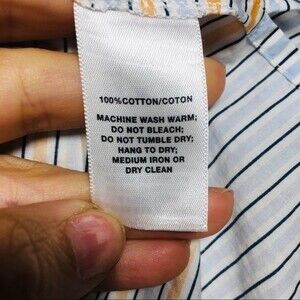 100%COTTON/COTON
MACHINE WASH WARM;
DO NOT BLEACH;
DO NOT TUMBLE DRY;
HANG TO DRY;
MEDIUM IRON OR
DRY CLEAN